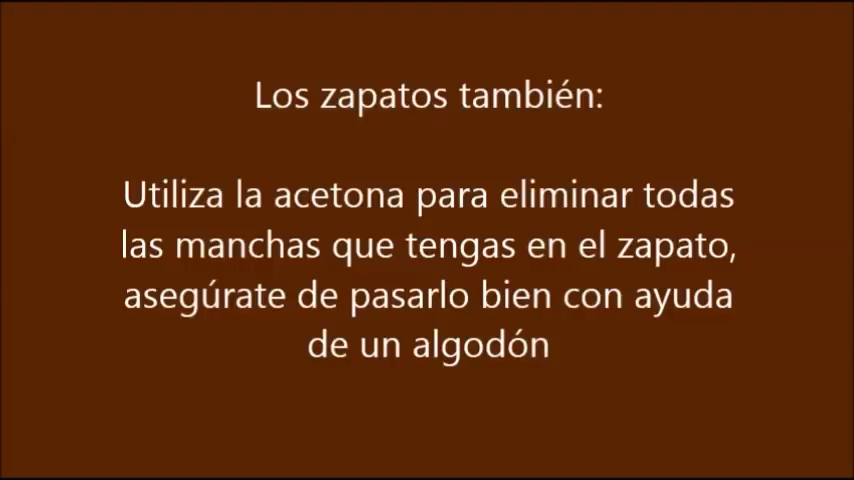 Los zapatos también:
Utiliza la acetona para eliminar todas
las manchas que tengas en el zapato,
asegúrate de pasarlo bien con ayuda
de un algodón